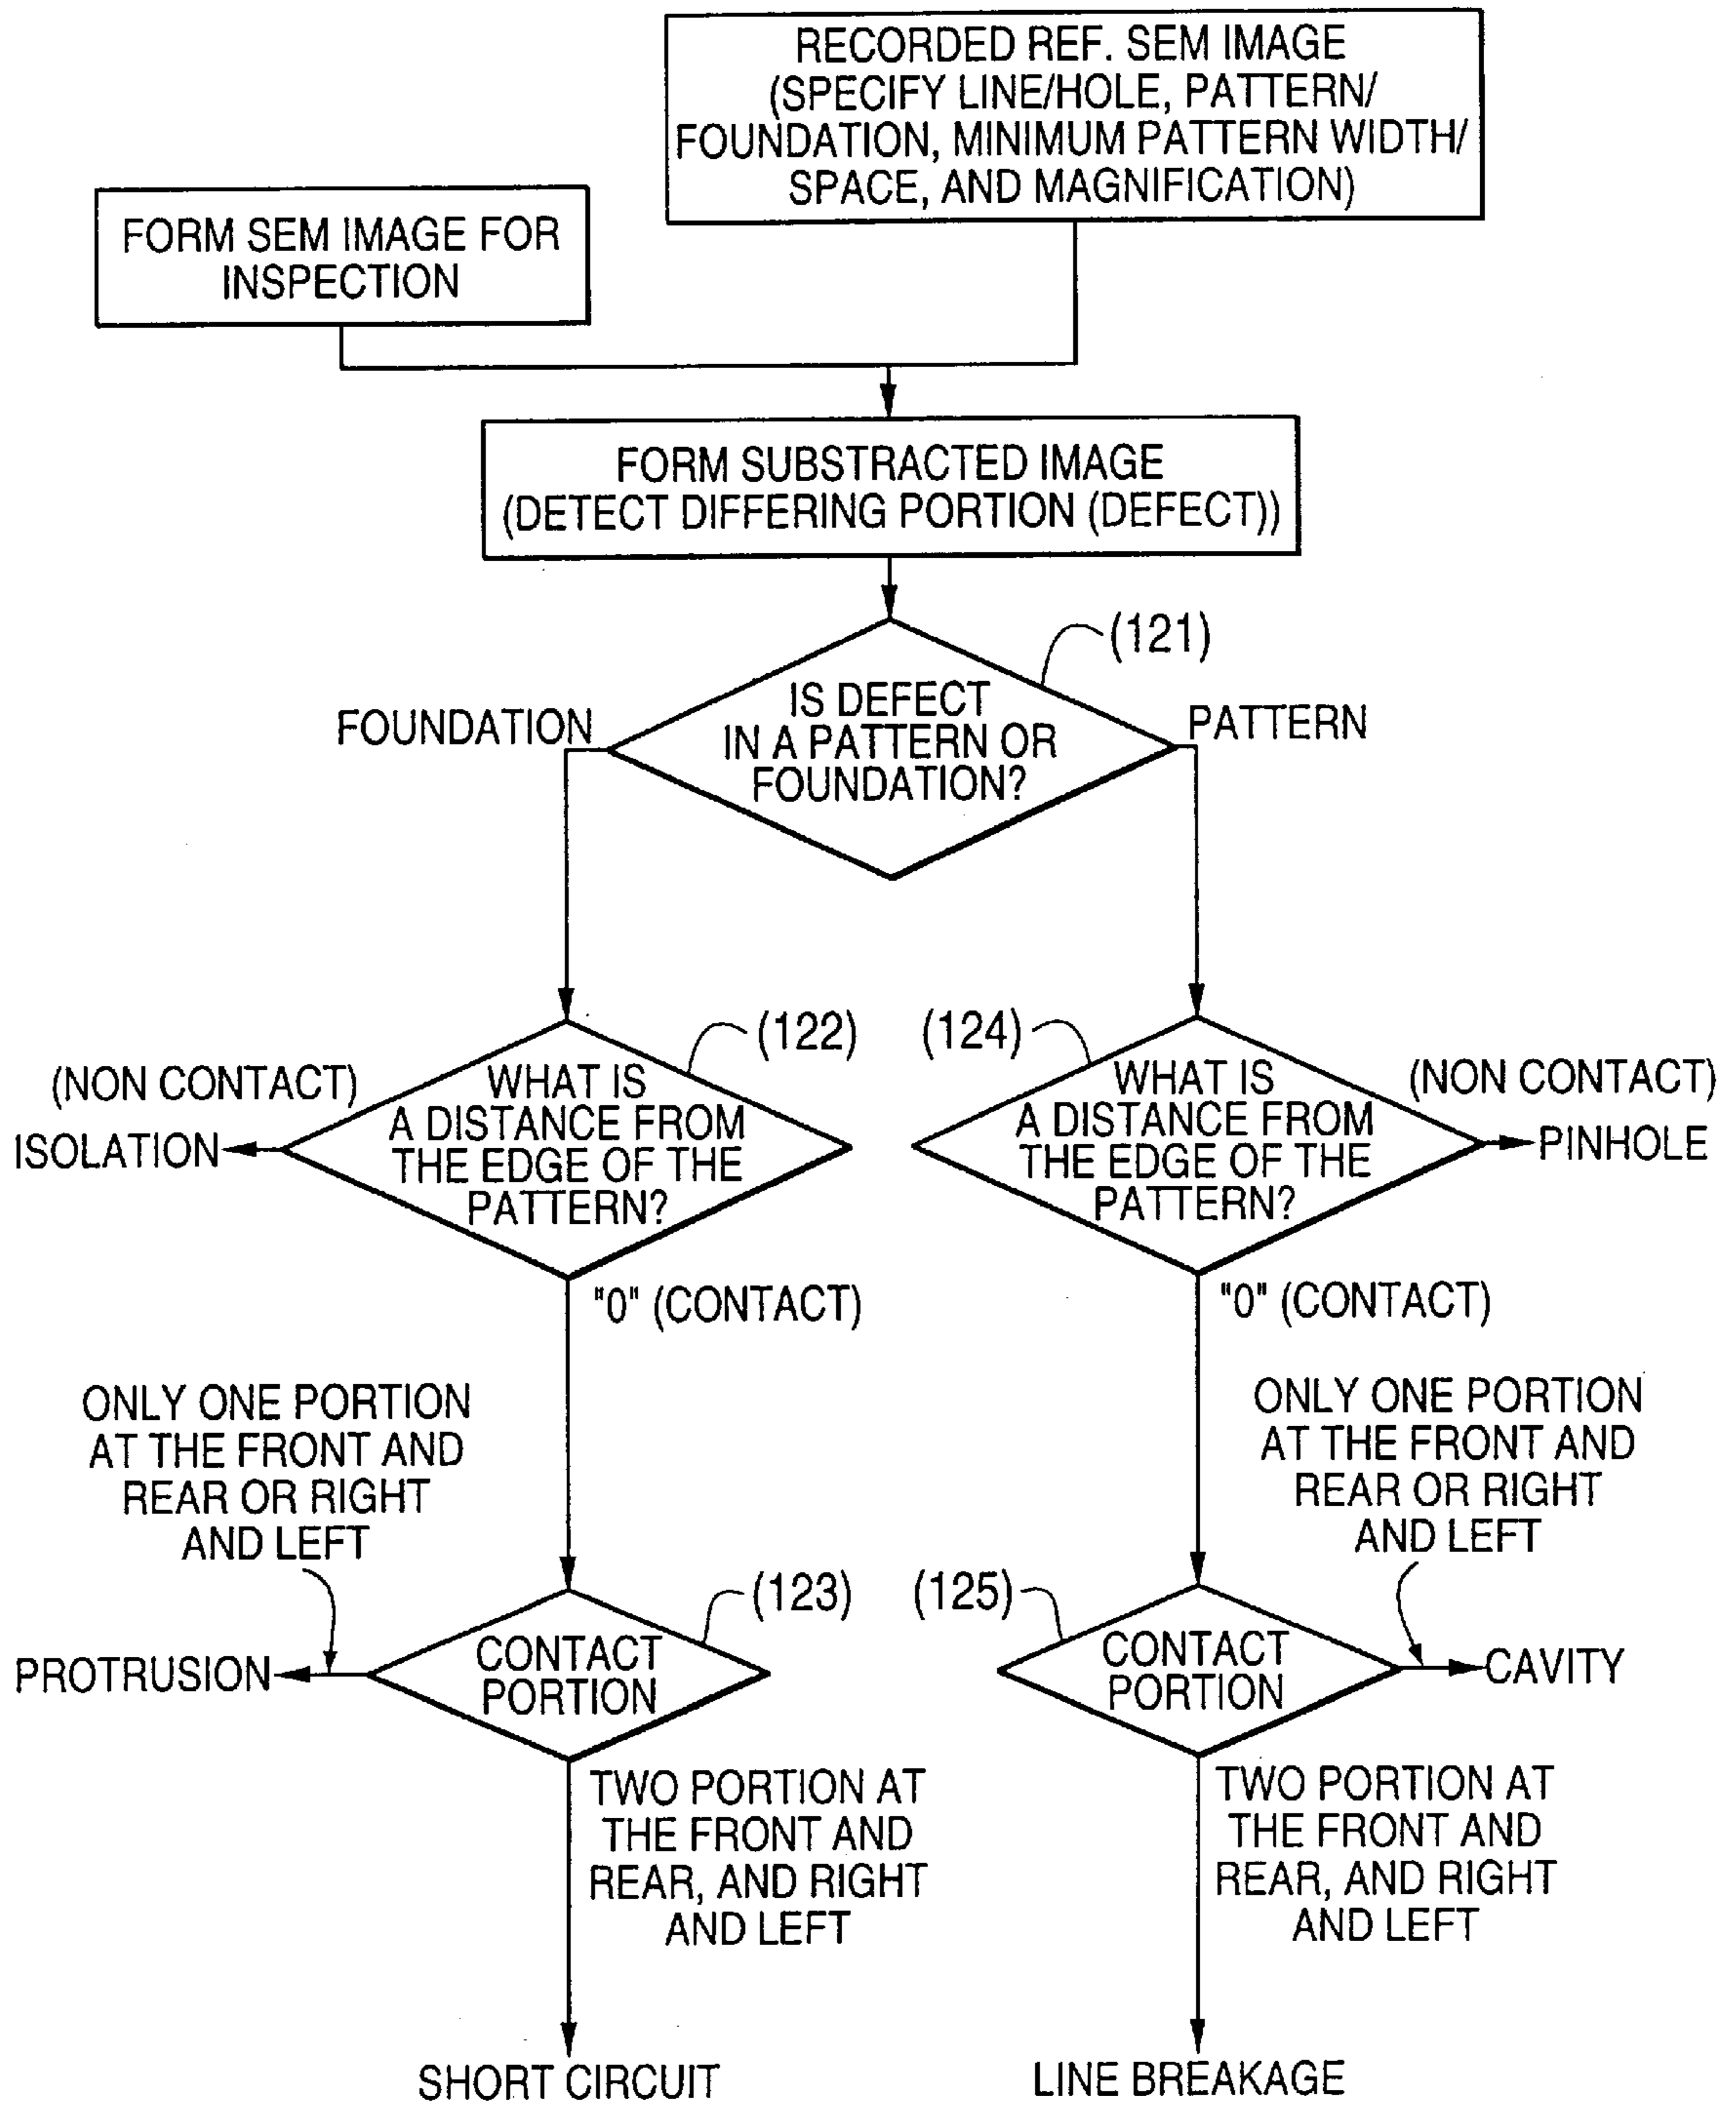 RECORDED REF. SEM IMAGE
(SPECIFY LINE/HOLE, PATTERN/
FOUNDATION, MINIMUM PATTERN WIDTH/
SPACE, AND MAGNIFICATION)
FORM SEM IMAGE FOR
INSPECTION
FORM SUBSTRACTED IMAGE
(DETECT DIFFERING PORTION (DEFECT))
(121)
IS DEFECT
IN A PATTERN OR
FOUNDATION?
FOUNDATION
PATTERN
(122)
WHAT IS
A DISTANCE FROM
THE EDGE OF THE
PATTERN?
(NON CONTACT)
ISOLATION
"0" (CONTACT)
(124)
WHAT IS
A DISTANCE FROM
THE EDGE OF THE
PATTERN?
(NON CONTACT)
PINHOLE
"0" (CONTACT)
ONLY ONE PORTION
AT THE FRONT AND
REAR OR RIGHT
AND LEFT
(123)
CONTACT
PORTION
PROTRUSION
TWO PORTION AT
THE FRONT AND
REAR, AND RIGHT
AND LEFT
SHORT CIRCUIT
ONLY ONE PORTION
AT THE FRONT AND
REAR OR RIGHT
AND LEFT
(125)
CONTACT
PORTION
CAVITY
TWO PORTION AT
THE FRONT AND
REAR, AND RIGHT
AND LEFT
LINE BREAKAGE